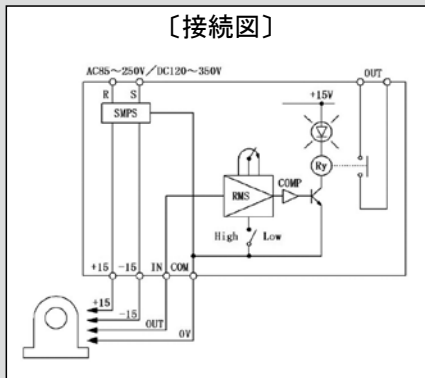 〔接続図〕
AC85～250V／DC120～350V
OUT
R S
+15V
SMPS
Ry
COMP
RMS
High Low
+15 -15 IN COM
+15
-15
OUT
0V